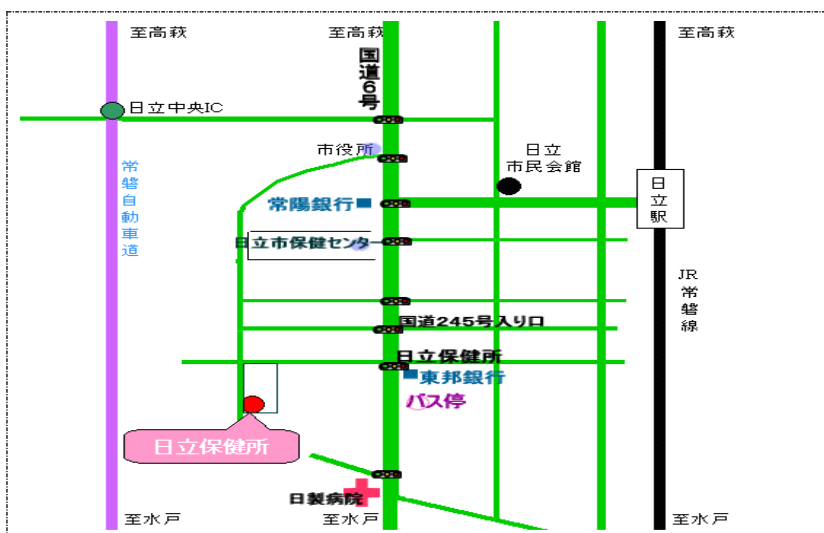 至高萩
至高萩
至高萩
国道6号
日立中央IC
市役所
日立
市民会館
常磐自動車道
常陽銀行
日立駅
日立市保健センター
JR常磐線
国道245号入り口
日立保健所
東邦銀行
バス停
日立保健所
日製病院
至水戸
至水戸
至水戸